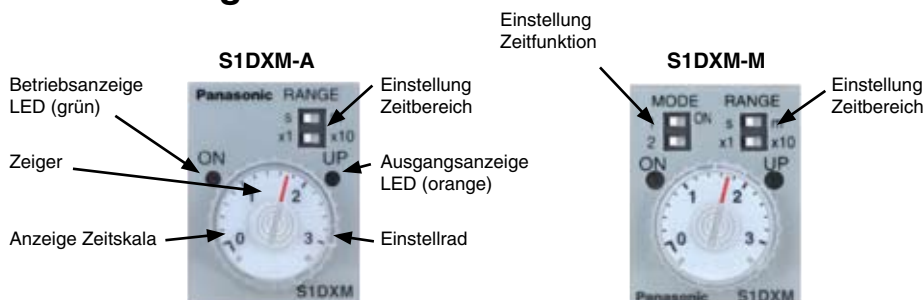 Einstellung
Zeitfunktion
S1DXM-A
S1DXM-M
Betriebsanzeige
LED (grün)
Einstellung
Zeitbereich
Einstellung
Zeitbereich
Zeiger
Ausgangsanzeige
LED (orange)
Anzeige Zeitskala
Einstellrad
Panasonic RANGE
s
x1 x10
ON UP
1 2
0 3
S1DXM
MODE RANGE
ON s m
2 x1 x10
ON UP
1 2
0 3
Panasonic S1DXM